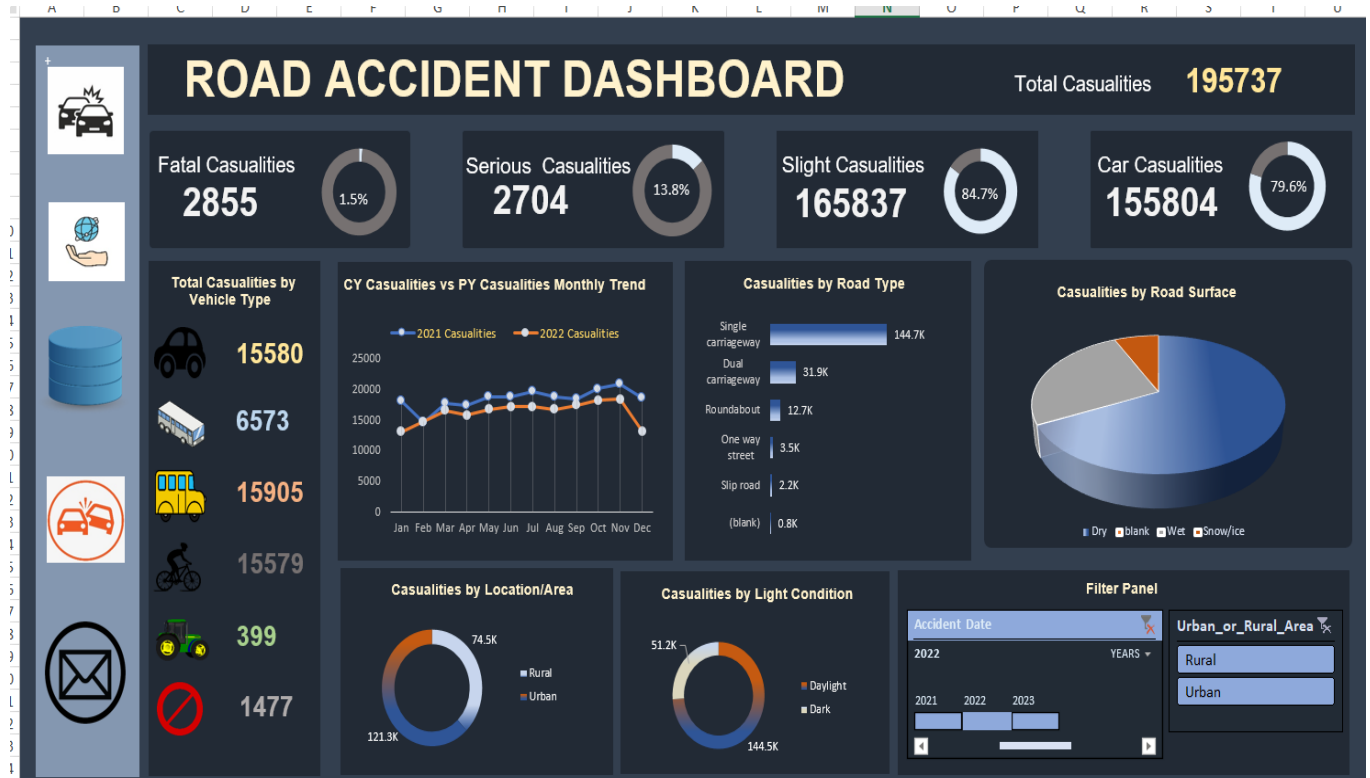 A B C D E F G H I J K L M N O P Q R S T U
ROAD ACCIDENT DASHBOARD
Total Casualities 195737
Fatal Casualities
2855
1.5%
Serious Casualities
2704
13.8%
Slight Casualities
165837
84.7%
Car Casualities
155804
79.6%
Total Casualities by
Vehicle Type
15580
6573
15905
15579
399
1477
CY Casualities vs PY Casualities Monthly Trend
2021 Casualities 2022 Casualities
25000
20000
15000
10000
5000
0
Jan Feb Mar Apr May Jun Jul Aug Sep Oct Nov Dec
Casualities by Road Type
Single
carriageway
144.7K
Dual
carriageway
31.9K
Roundabout 12.7K
One way
street
3.5K
Slip road 2.2K
(blank) 0.8K
Casualities by Road Surface
Dry blank Wet Snow/ice
Casualities by Location/Area
74.5K
121.3K
Rural
Urban
Casualities by Light Condition
51.2K
144.5K
Daylight
Dark
Filter Panel
Accident Date
2022 YEARS
2021 2022 2023
Urban_or_Rural_Area
Rural
Urban